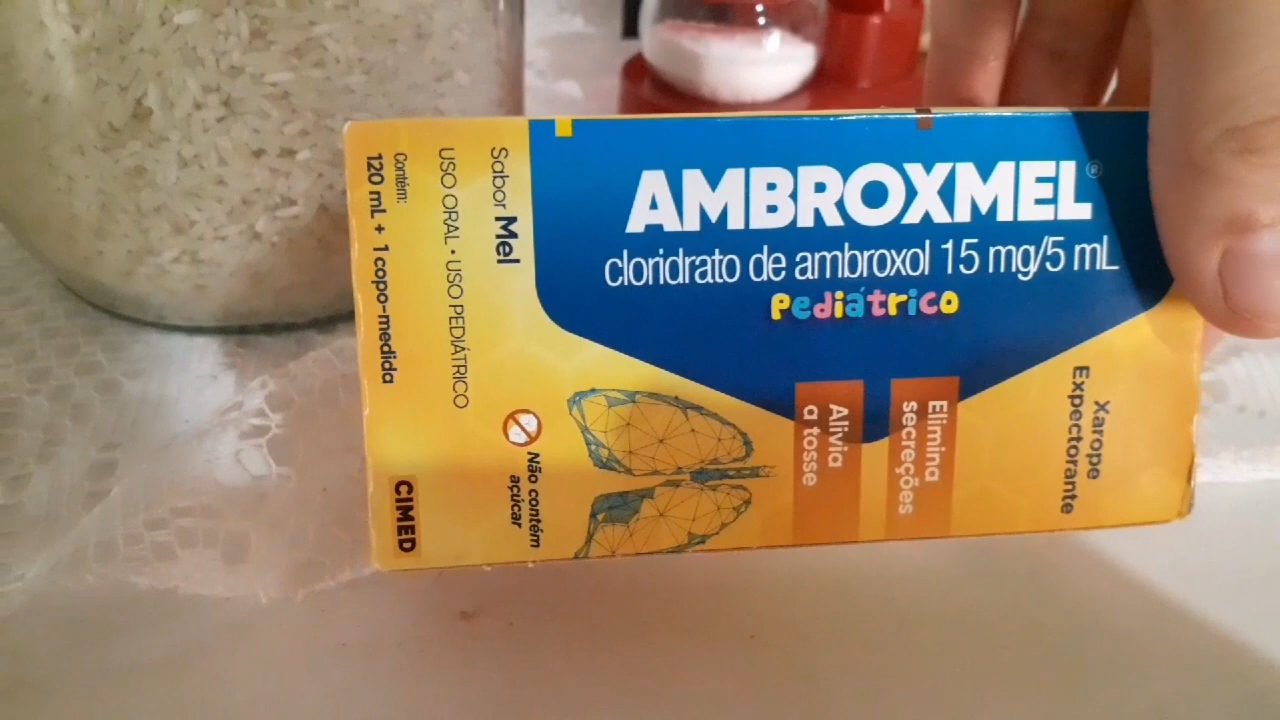 AMBROXMEL®
cloridrato de ambroxol 15 mg/5 mL
pediátrico
Xarope
Expectorante
Elimina
secreções
Alivia
a tosse
Sabor Mel
USO ORAL • USO PEDIÁTRICO
Contém:
120 mL + 1 copo-medida
Não contém
açúcar
CIMED